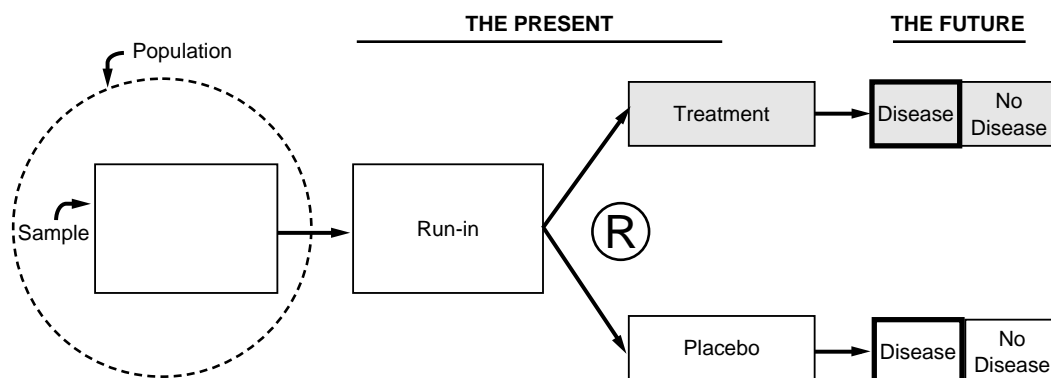 THE PRESENT
THE FUTURE
Population
Sample
Run-in
R
Treatment
Disease
No
Disease
Placebo
Disease
No
Disease